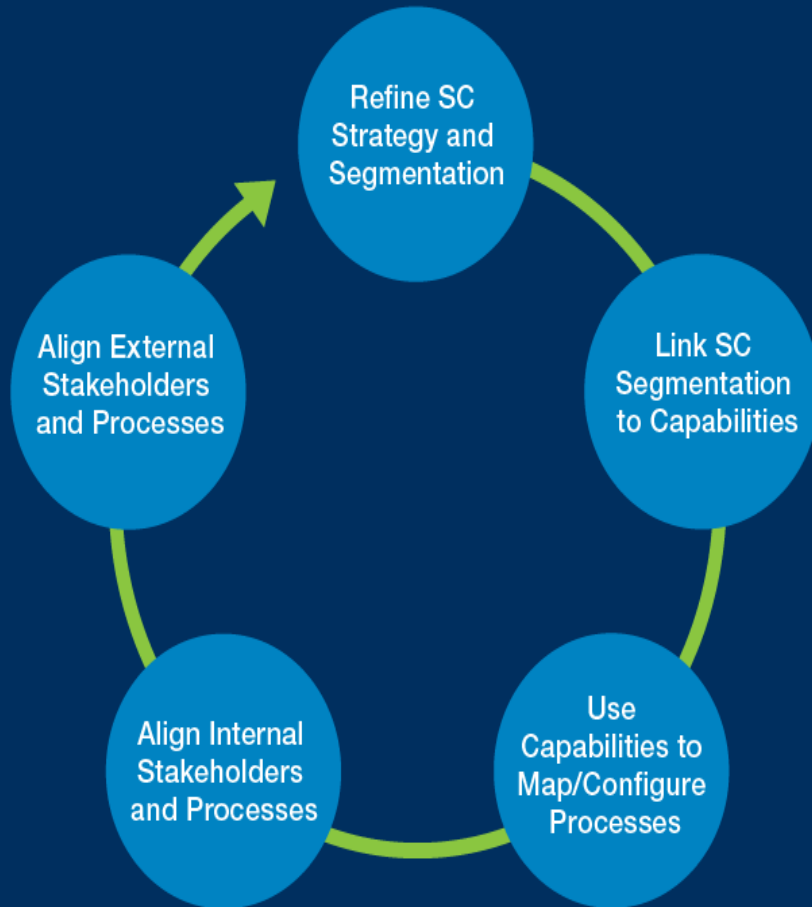 Refine SC
Strategy and
Segmentation
Link SC
Segmentation
to Capabilities
Use
Capabilities to
Map/Configure
Processes
Align Internal
Stakeholders
and Processes
Align External
Stakeholders
and Processes